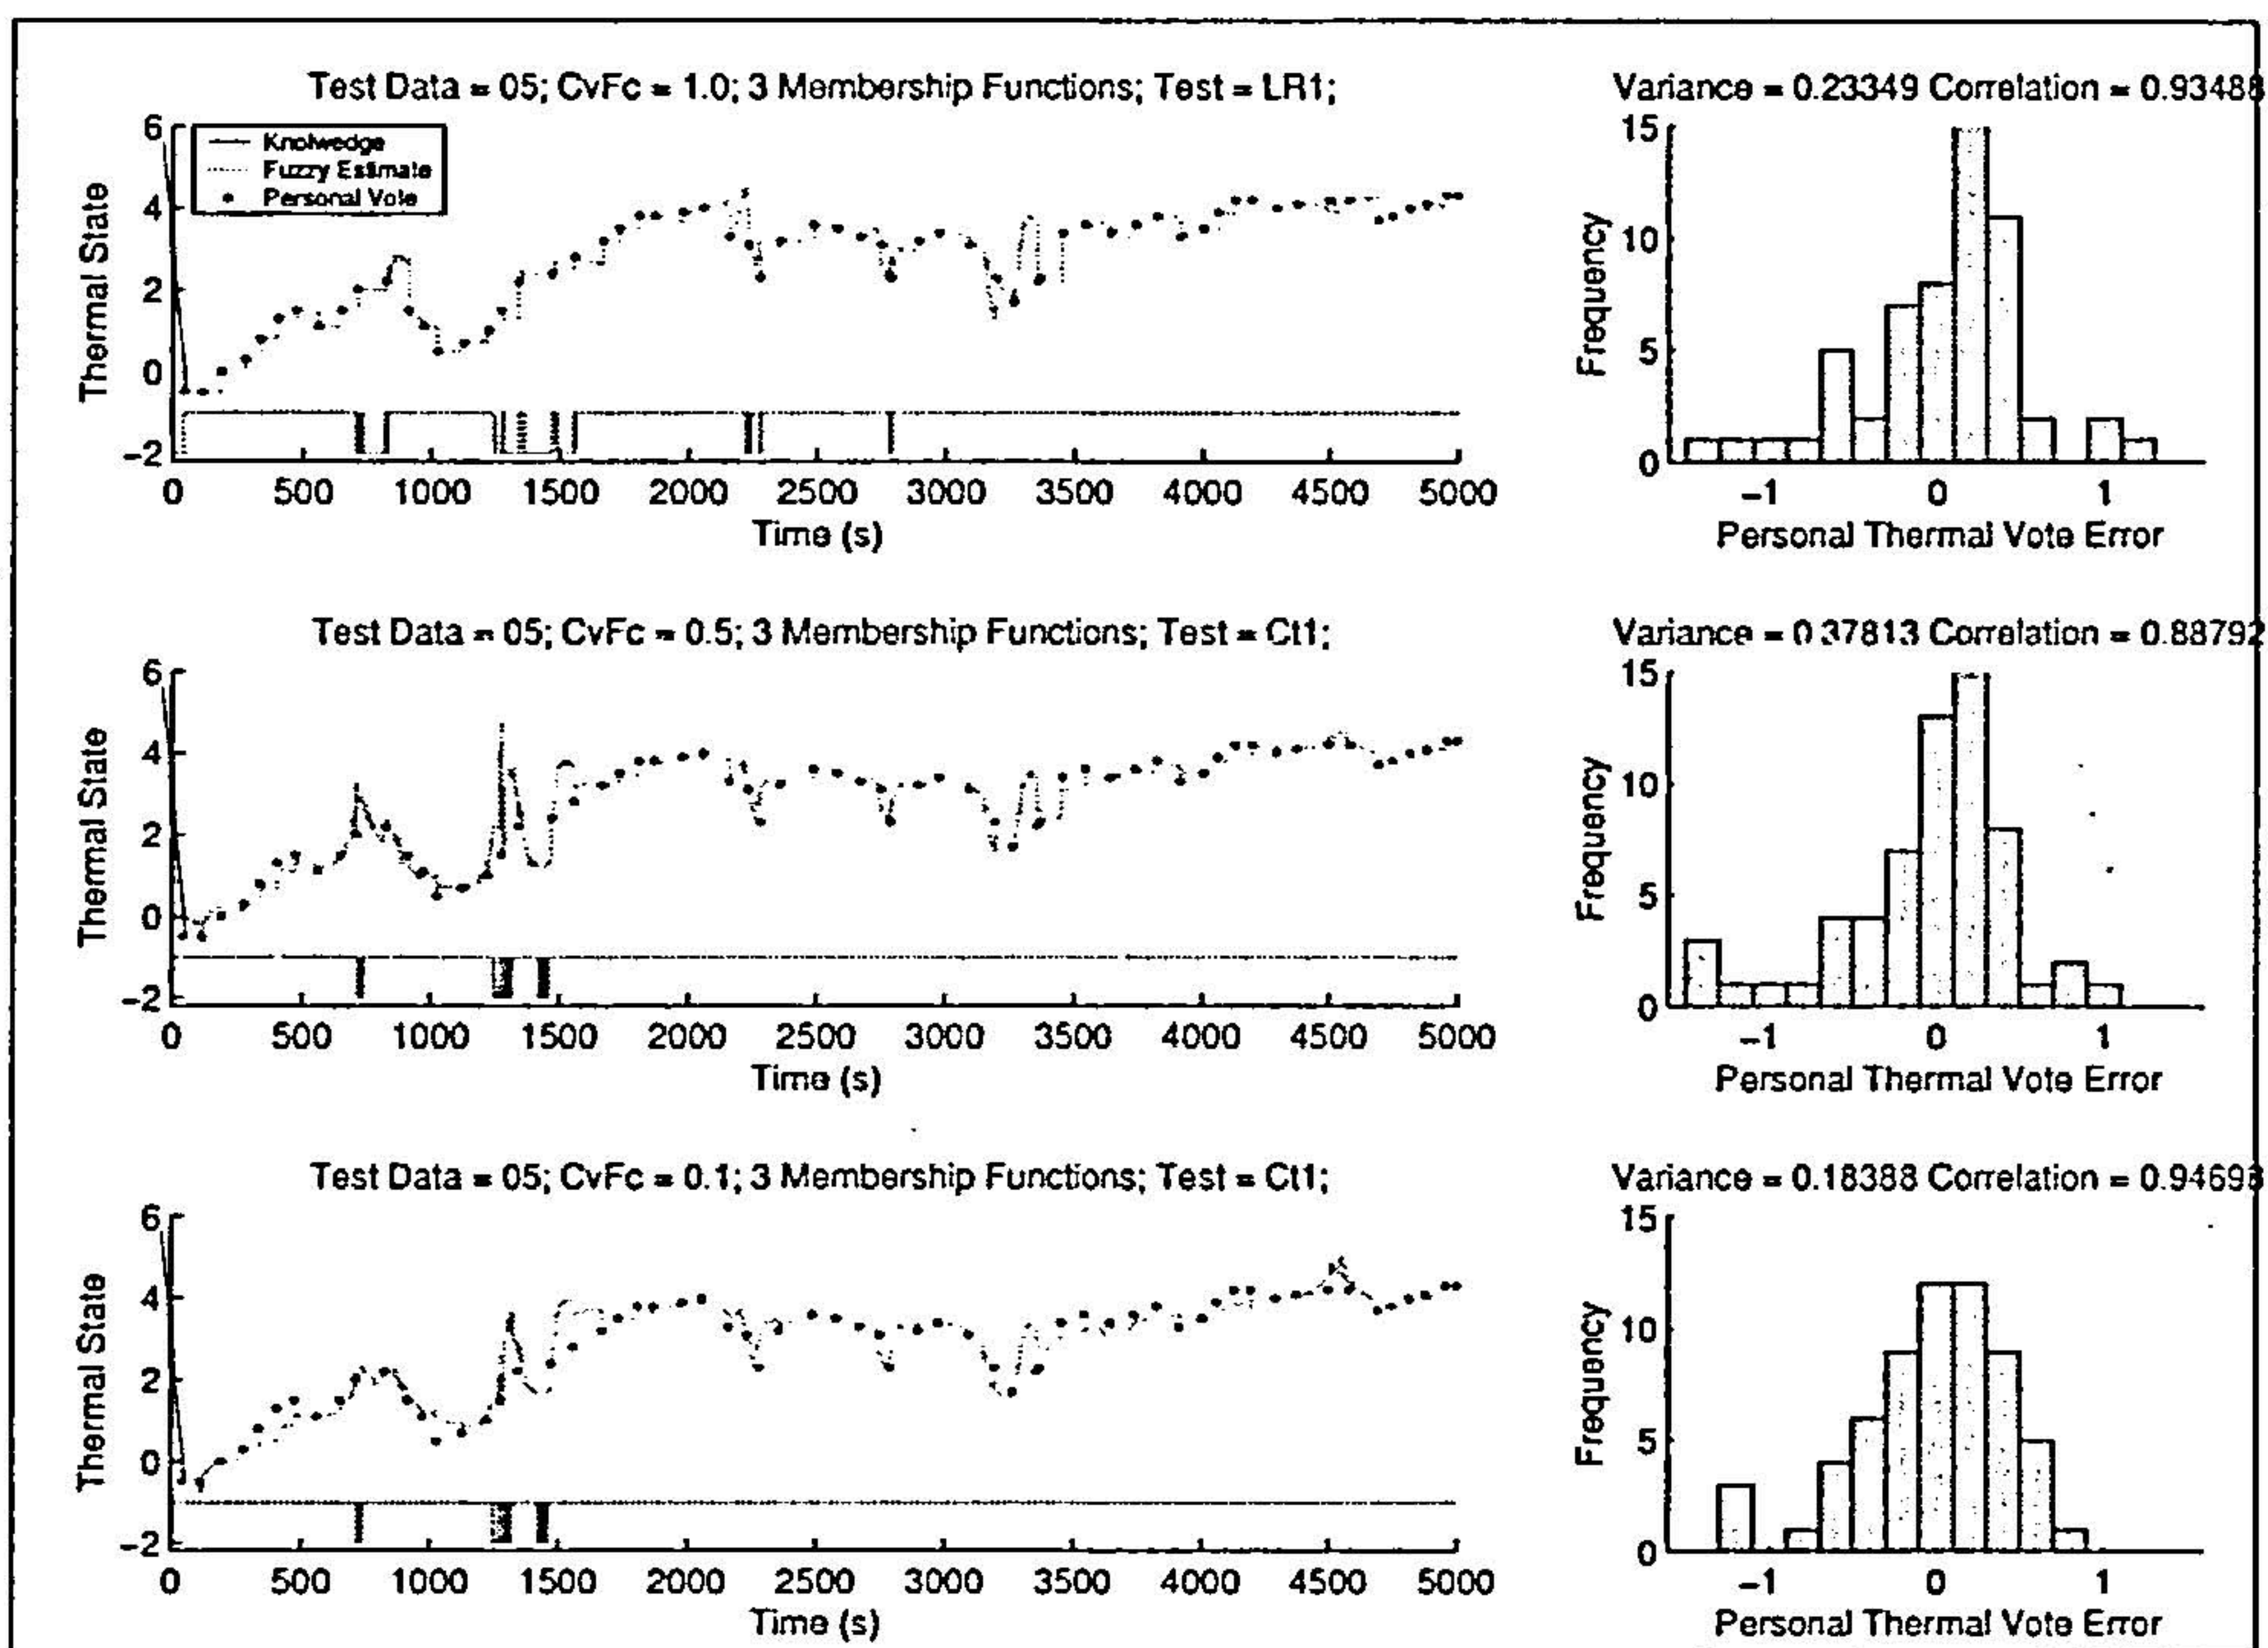 Test Data = 05; CvFc = 1.0; 3 Membership Functions; Test = LR1;
Variance = 0.23349 Correlation = 0.93488
Knolwedge
Fuzzy Estimate
Personal Vote
Thermal State
6
4
2
0
−2
0 500 1000 1500 2000 2500 3000 3500 4000 4500 5000
Time (s)
Frequency
15
10
5
0
−1 0 1
Personal Thermal Vote Error
Test Data = 05; CvFc = 0.5; 3 Membership Functions; Test = Ct1;
Variance = 0.37813 Correlation = 0.88792
Thermal State
6
4
2
0
−2
0 500 1000 1500 2000 2500 3000 3500 4000 4500 5000
Time (s)
Frequency
15
10
5
0
−1 0 1
Personal Thermal Vote Error
Test Data = 05; CvFc = 0.1; 3 Membership Functions; Test = Ct1;
Variance = 0.18388 Correlation = 0.94693
Thermal State
6
4
2
0
−2
0 500 1000 1500 2000 2500 3000 3500 4000 4500 5000
Time (s)
Frequency
15
10
5
0
−1 0 1
Personal Thermal Vote Error